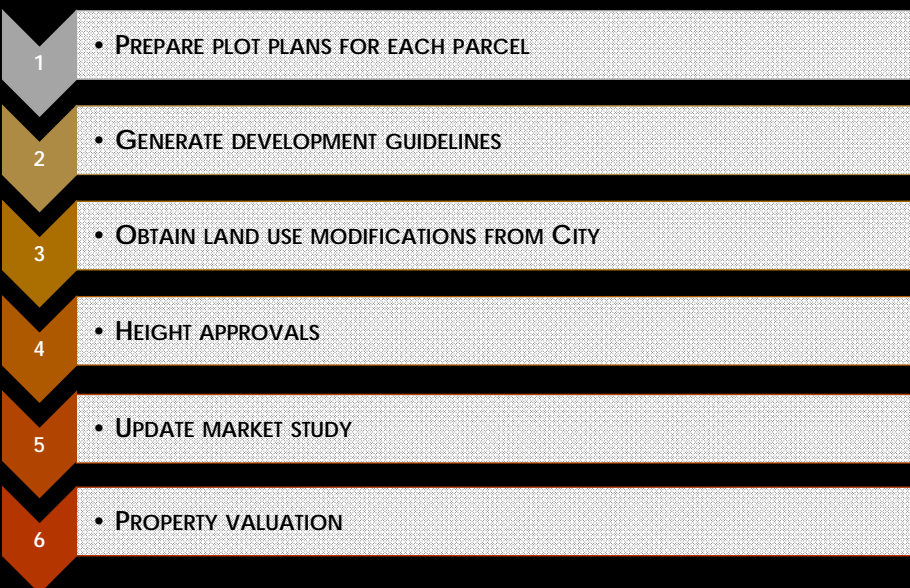 1
• PREPARE PLOT PLANS FOR EACH PARCEL
2
• GENERATE DEVELOPMENT GUIDELINES
3
• OBTAIN LAND USE MODIFICATIONS FROM CITY
4
• HEIGHT APPROVALS
5
• UPDATE MARKET STUDY
6
• PROPERTY VALUATION